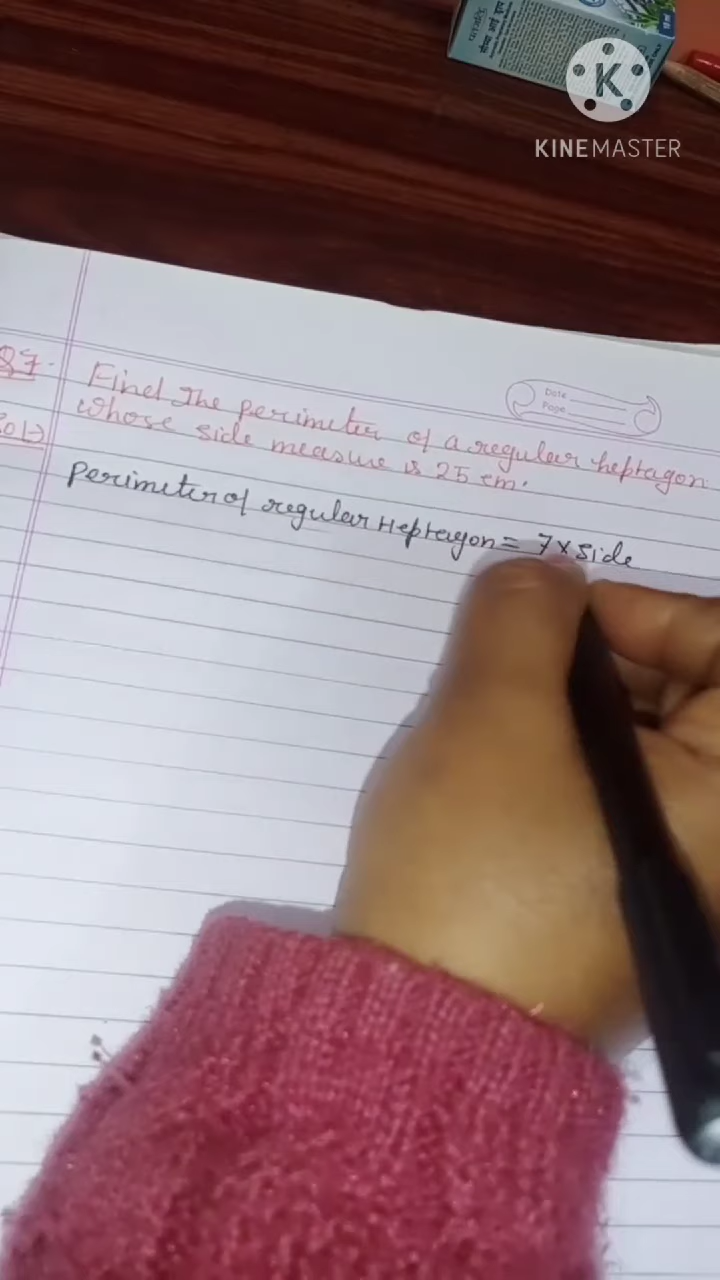 K
KINEMASTER
Date
Page
Q7.
Find The perimeter of a regular heptagon
whose side measure is 25 cm.
Sol:-)
Perimeter of regular Heptagon = 7×side